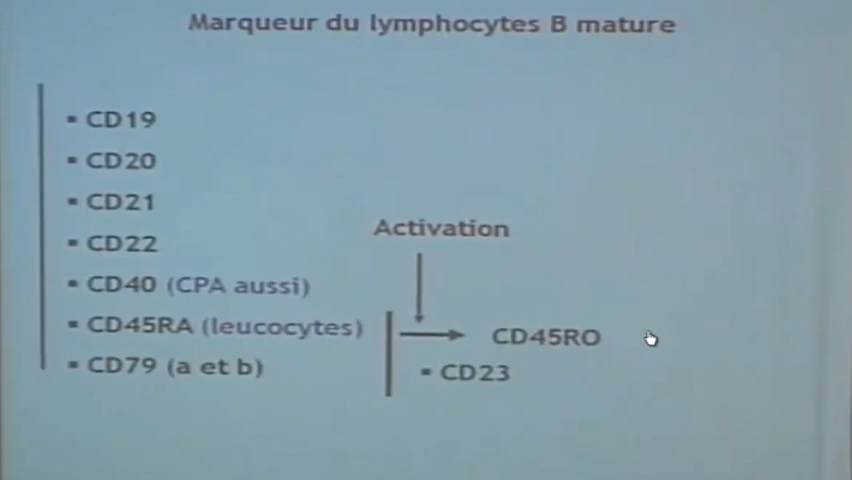 Marqueur du lymphocytes B mature
▪ CD19
▪ CD20
▪ CD21
▪ CD22
▪ CD40 (CPA aussi)
▪ CD45RA (leucocytes)
▪ CD79 (a et b)
Activation
CD45RO
▪ CD23